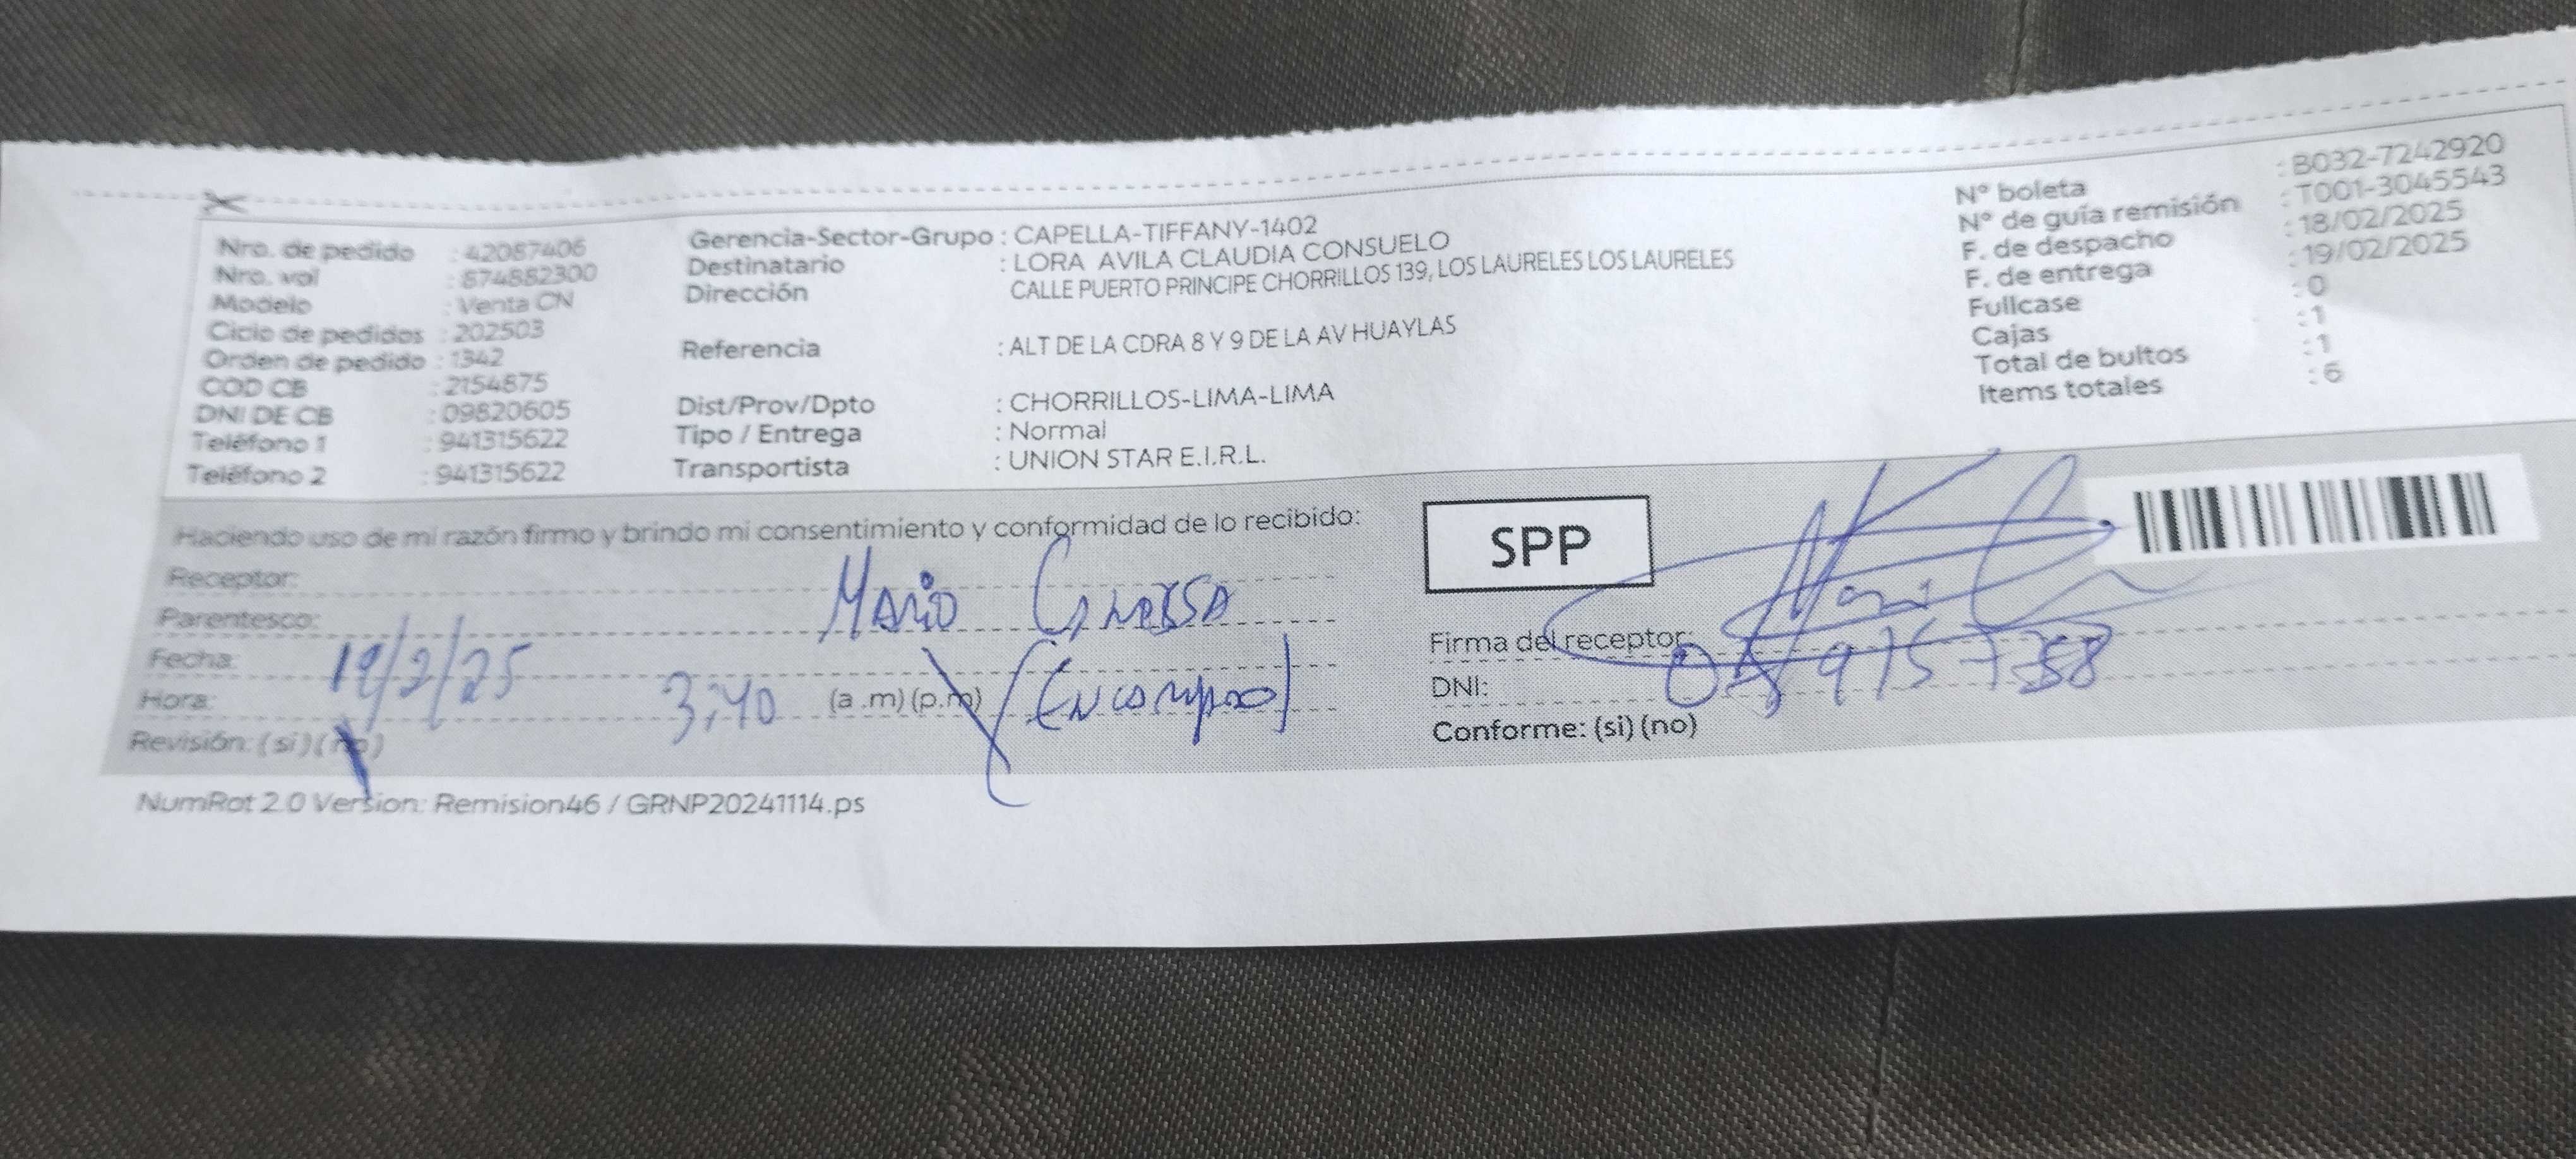 Nro. de pedido : 42087406
Nro. vol : 874882300
Modelo : Venta CN
Ciclo de pedidos : 202503
Orden de pedido : 1342
COD CB : 2154875
DNI DE CB : 09820605
Teléfono 1 : 941315622
Teléfono 2 : 941315622
Gerencia-Sector-Grupo : CAPELLA-TIFFANY-1402
Destinatario : LORA AVILA CLAUDIA CONSUELO
Dirección CALLE PUERTO PRINCIPE CHORRILLOS 139, LOS LAURELES LOS LAURELES
Referencia : ALT DE LA CDRA 8 Y 9 DE LA AV HUAYLAS
Dist/Prov/Dpto : CHORRILLOS-LIMA-LIMA
Tipo / Entrega : Normal
Transportista : UNION STAR E.I.R.L.
N° boleta : B032-7242920
N° de guía remisión : T001-3045543
F. de despacho : 18/02/2025
F. de entrega : 19/02/2025
Fullcase : 0
Cajas : 1
Total de bultos : 1
Items totales : 6
Haciendo uso de mi razón firmo y brindo mi consentimiento y conformidad de lo recibido:
Receptor:
Parentesco: Mario
Fecha: 19/2/25
Hora: 3:40 (a .m) (p.m)
Revisión: ( si ) ( no )
SPP
Firma del receptor:
DNI:
Conforme: (si) (no)
NumRot 2.0 Version: Remision46 / GRNP20241114.ps